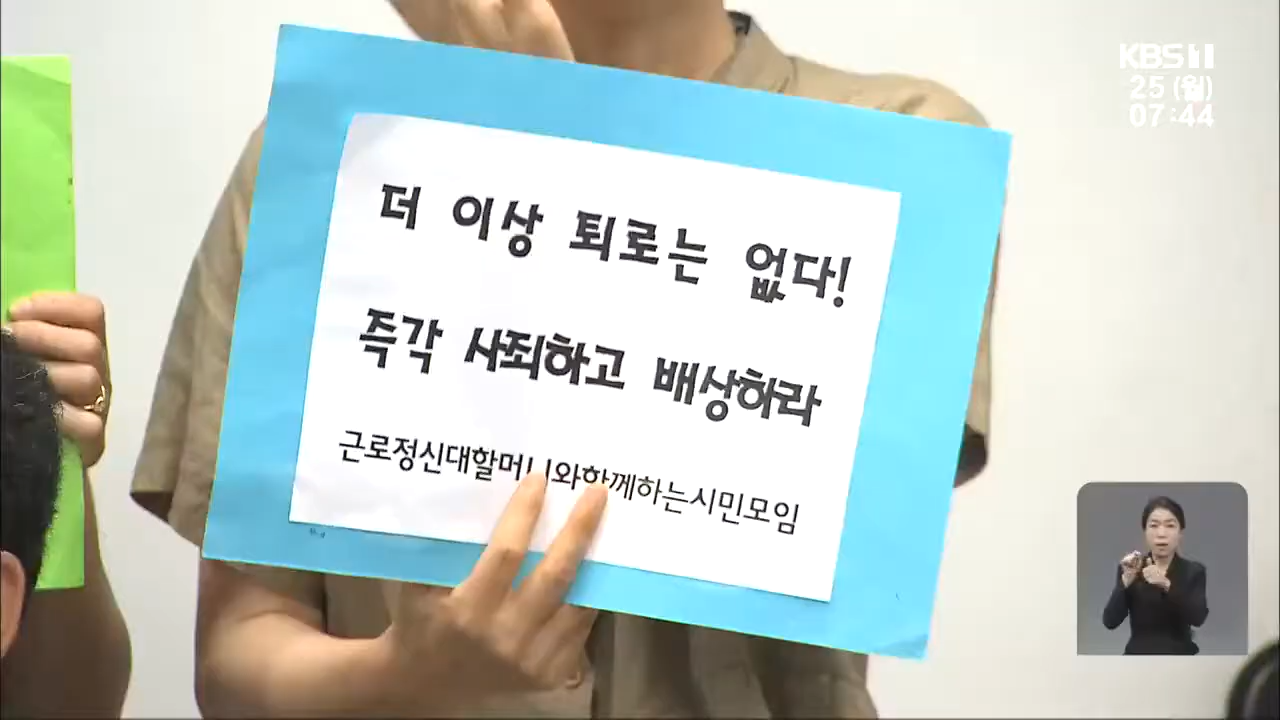 KBS 1
25 (월)
07:44
더 이상 퇴로는 없다!
즉각 사죄하고 배상하라
근로정신대할머니와함께하는시민모임